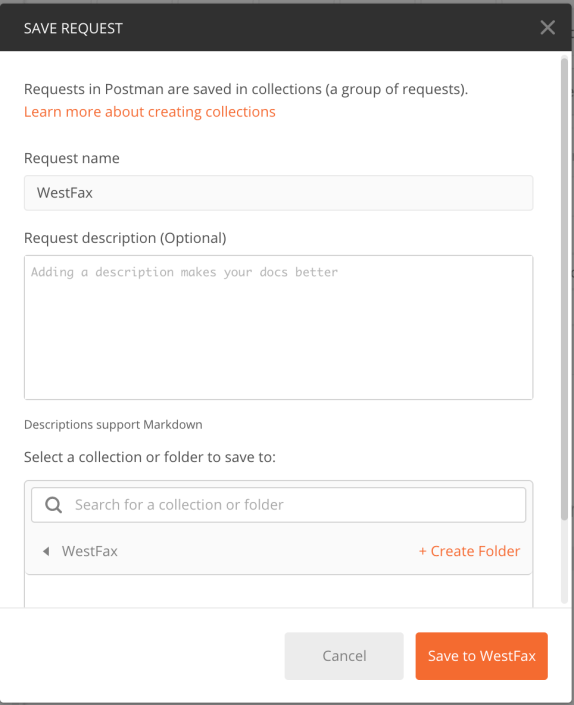 SAVE REQUEST
Requests in Postman are saved in collections (a group of requests).
Learn more about creating collections
Request name
WestFax
Request description (Optional)
Adding a description makes your docs better
Descriptions support Markdown
Select a collection or folder to save to:
Search for a collection or folder
WestFax + Create Folder
Cancel Save to WestFax